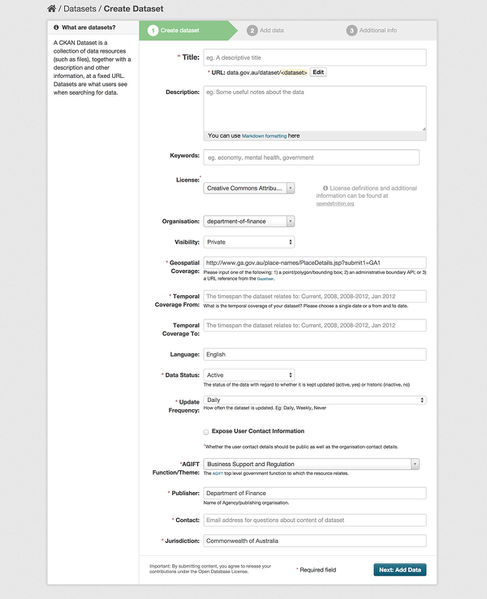 / Datasets / Create Dataset
What are datasets?
A CKAN Dataset is a
collection of data resources
(such as files), together with a
description and other
information, at a fixed URL.
Datasets are what users
see when searching for data.
1 Create dataset
2 Add data
3 Additional info
* Title: eg. A descriptive title
* URL: data.gov.au/dataset/<dataset> Edit
Description: eg. Some useful notes about the data
You can use Markdown formatting here
Keywords: eg. economy, mental health, government
License:* Creative Commons Attribu...
License definitions and additional
information can be found at
opendefinition.org
Organisation: department-of-finance
Visibility: Private
* Geospatial
Coverage: http://www.ga.gov.au/place-names/PlaceDetails.jsp?submit1=GA1
Please input one of the following: 1) a point/polygon/bounding box; 2) an administrative boundary API; or 3)
a URL reference from the Gazetteer.
* Temporal
Coverage From: The timespan the dataset relates to: Current, 2008, 2008-2012, Jan 2012
What is the temporal coverage of your dataset? Please choose a single date or a from and to date.
Temporal
Coverage To: The timespan the dataset relates to: Current, 2008, 2008-2012, Jan 2012
Language: English
* Data Status: Active
The status of the data with regard to whether it is kept updated (active, yes) or historic (inactive, no)
* Update
Frequency: Daily
How often the dataset is updated. Eg: Daily, Weekly, Never
Expose User Contact Information
*Whether the user contact details should be public as well as the organisation contact details.
*AGIFT
Function/Theme: Business Support and Regulation
The AGIFT top level government function to which the resource relates.
* Publisher: Department of Finance
Name of Agency/publishing organisation.
* Contact: Email address for questions about content of dataset
* Jurisdiction: Commonwealth of Australia
Important: By submitting content, you agree to release your
contributions under the Open Database License.
* Required field
Next: Add Data